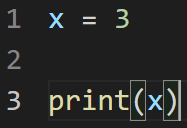 1 x = 3
2
3 print(x)